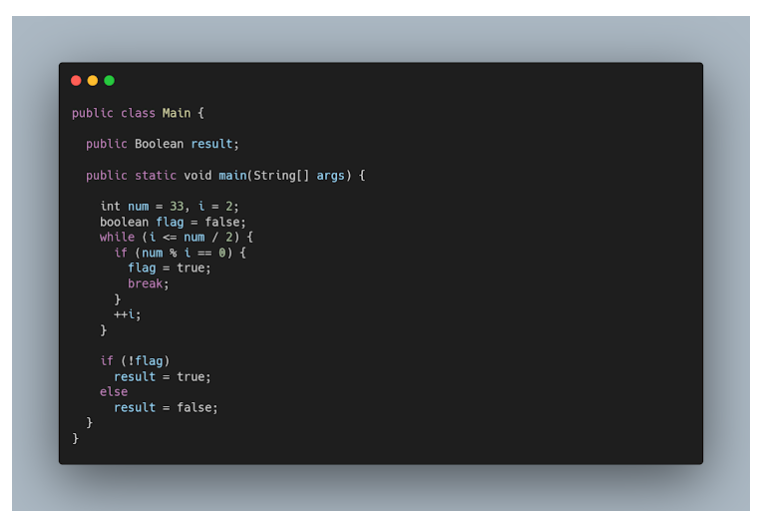 public class Main {
public Boolean result;
public static void main(String[] args) {
int num = 33, i = 2;
boolean flag = false;
while (i <= num / 2) {
if (num % i == 0) {
flag = true;
break;
}
++i;
}
if (!flag)
result = true;
else
result = false;
}
}